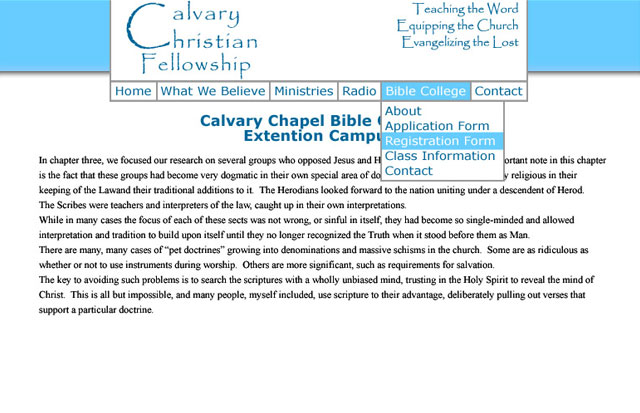 Calvary
Christian
Fellowship
Teaching the Word
Equipping the Church
Evangelizing the Lost
Home What We Believe Ministries Radio Bible College Contact
About
Application Form
Registration Form
Class Information
Contact
Calvary Chapel Bible
Extention
In chapter three, we focused our research on several groups who opposed Jesus and in this chapter
is the fact that these groups had become very dogmatic in their own special area of religious in their
keeping of the Lawand their traditional additions to it. The Herodians looked forward to the nation uniting under a descendent of Herod.
The Scribes were teachers and interpreters of the law, caught up in their own interpretations.
While in many cases the focus of each of these sects was not wrong, or sinful in itself, they had become so single-minded and allowed
interpretation and tradition to build upon itself until they no longer recognized the Truth when it stood before them as Man.
There are many, many cases of “pet doctrines” growing into denominations and massive schisms in the church. Some are as ridiculous as
whether or not to use instruments during worship. Others are more significant, such as requirements for salvation.
The key to avoiding such problems is to search the scriptures with a wholly unbiased mind, trusting in the Holy Spirit to reveal the mind of
Christ. This is all but impossible, and many people, myself included, use scripture to their advantage, deliberately pulling out verses that
support a particular doctrine.